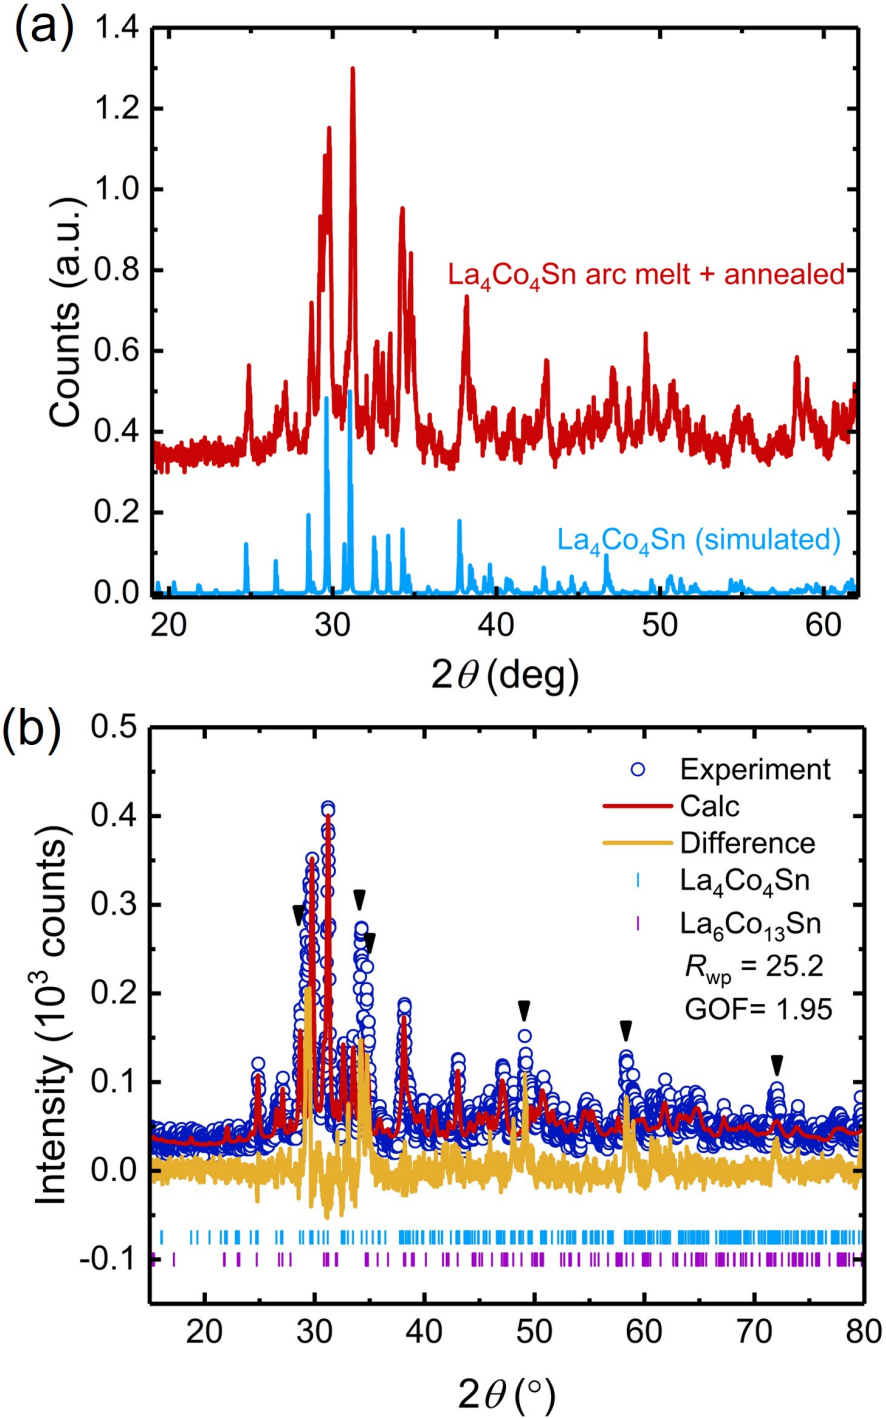 (a)
1.4
1.2
1.0
0.8
0.6
0.4
0.2
0.0
Counts (a.u.)
La₄Co₄Sn arc melt + annealed
La₄Co₄Sn (simulated)
20 30 40 50 60
2θ (deg)
(b)
0.5
0.4
0.3
0.2
0.1
0.0
-0.1
Intensity (10³ counts)
Experiment
Calc
Difference
La₄Co₄Sn
La₆Co₁₃Sn
R_wp = 25.2
GOF= 1.95
20 30 40 50 60 70 80
2θ (°)